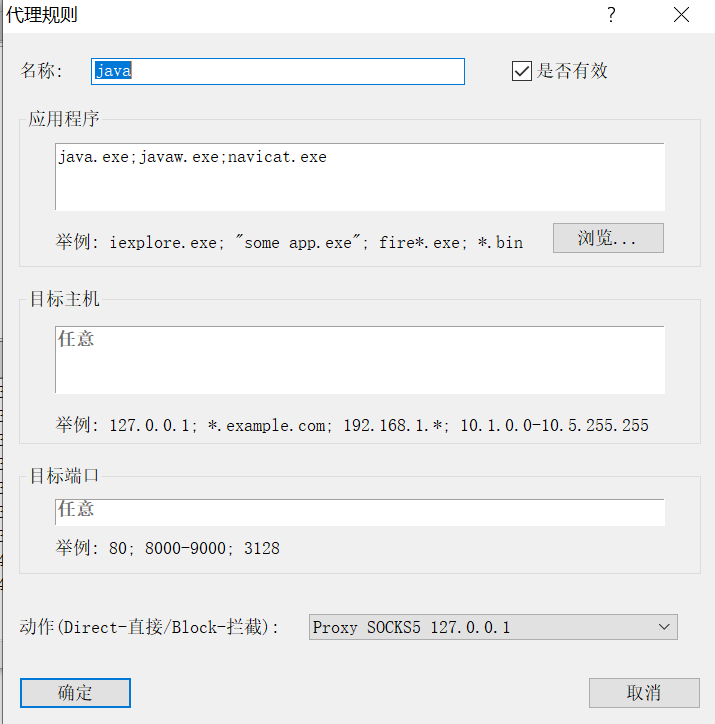 代理规则
名称: java 是否有效
应用程序
java.exe;javaw.exe;navicat.exe
举例: iexplore.exe; "some app.exe"; fire*.exe; *.bin 浏览...
目标主机
任意
举例: 127.0.0.1; *.example.com; 192.168.1.*; 10.1.0.0-10.5.255.255
目标端口
任意
举例: 80; 8000-9000; 3128
动作(Direct-直接/Block-拦截): Proxy SOCKS5 127.0.0.1
确定 取消